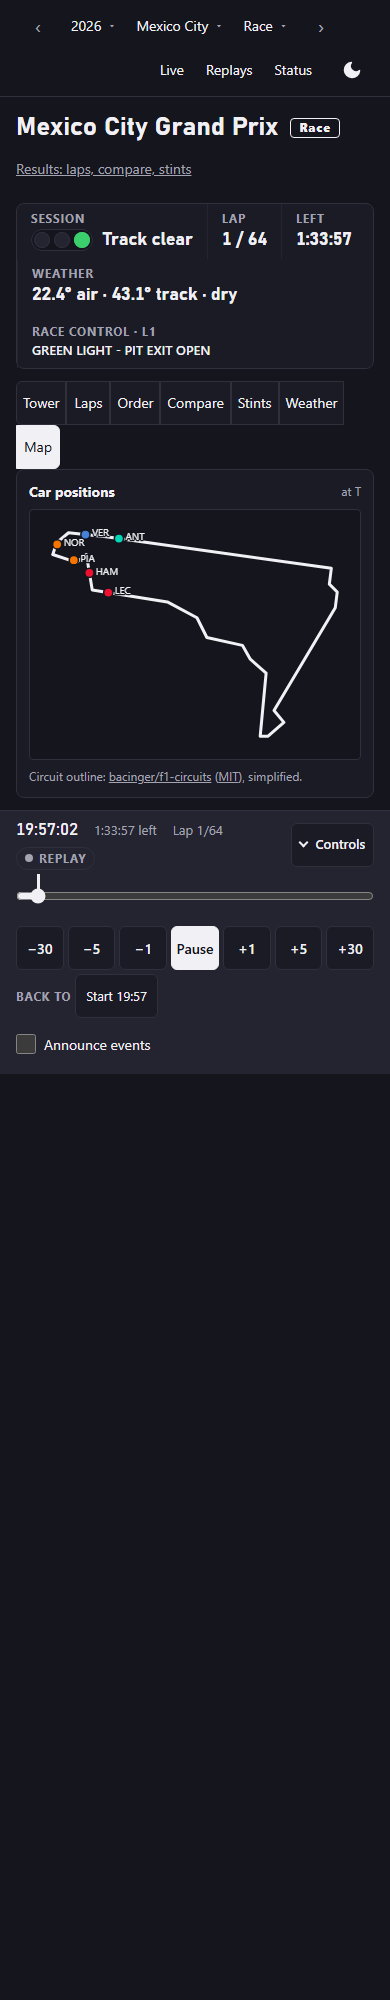 ‹ 2026 Mexico City Race ›
Live Replays Status
Mexico City Grand Prix Race
Results: laps, compare, stints
SESSION LAP LEFT
Track clear 1 / 64 1:33:57
WEATHER
22.4° air · 43.1° track · dry
RACE CONTROL · L1
GREEN LIGHT - PIT EXIT OPEN
Tower Laps Order Compare Stints Weather
Map
Car positions at T
VER
ANT
NOR
PIA
HAM
LEC
Circuit outline: bacinger/f1-circuits (MIT), simplified.
19:57:02 1:33:57 left Lap 1/64
Controls
REPLAY
−30 −5 −1 Pause +1 +5 +30
BACK TO Start 19:57
Announce events